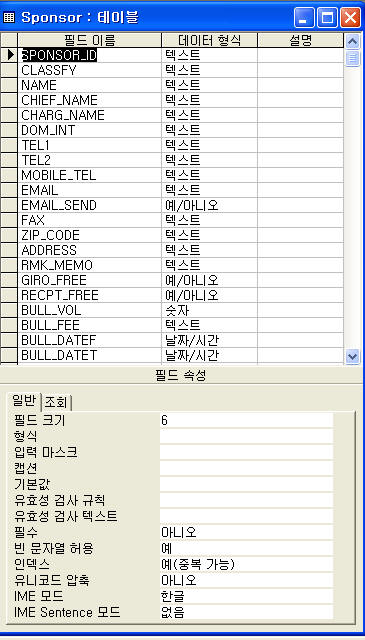 Sponsor : 테이블
필드 이름 데이터 형식 설명
SPONSOR_ID 텍스트
CLASSFY 텍스트
NAME 텍스트
CHIEF_NAME 텍스트
CHARG_NAME 텍스트
DOM_INT 텍스트
TEL1 텍스트
TEL2 텍스트
MOBILE_TEL 텍스트
EMAIL 텍스트
EMAIL_SEND 예/아니오
FAX 텍스트
ZIP_CODE 텍스트
ADDRESS 텍스트
RMK_MEMO 텍스트
GIRO_FREE 예/아니오
RECPT_FREE 예/아니오
BULL_VOL 숫자
BULL_FEE 텍스트
BULL_DATEF 날짜/시간
BULL_DATET 날짜/시간
필드 속성
일반 조회
필드 크기 6
형식
입력 마스크
캡션
기본값
유효성 검사 규칙
유효성 검사 텍스트
필수 아니오
빈 문자열 허용 예
인덱스 예(중복 가능)
유니코드 압축 아니오
IME 모드 한글
IME Sentence 모드 없음